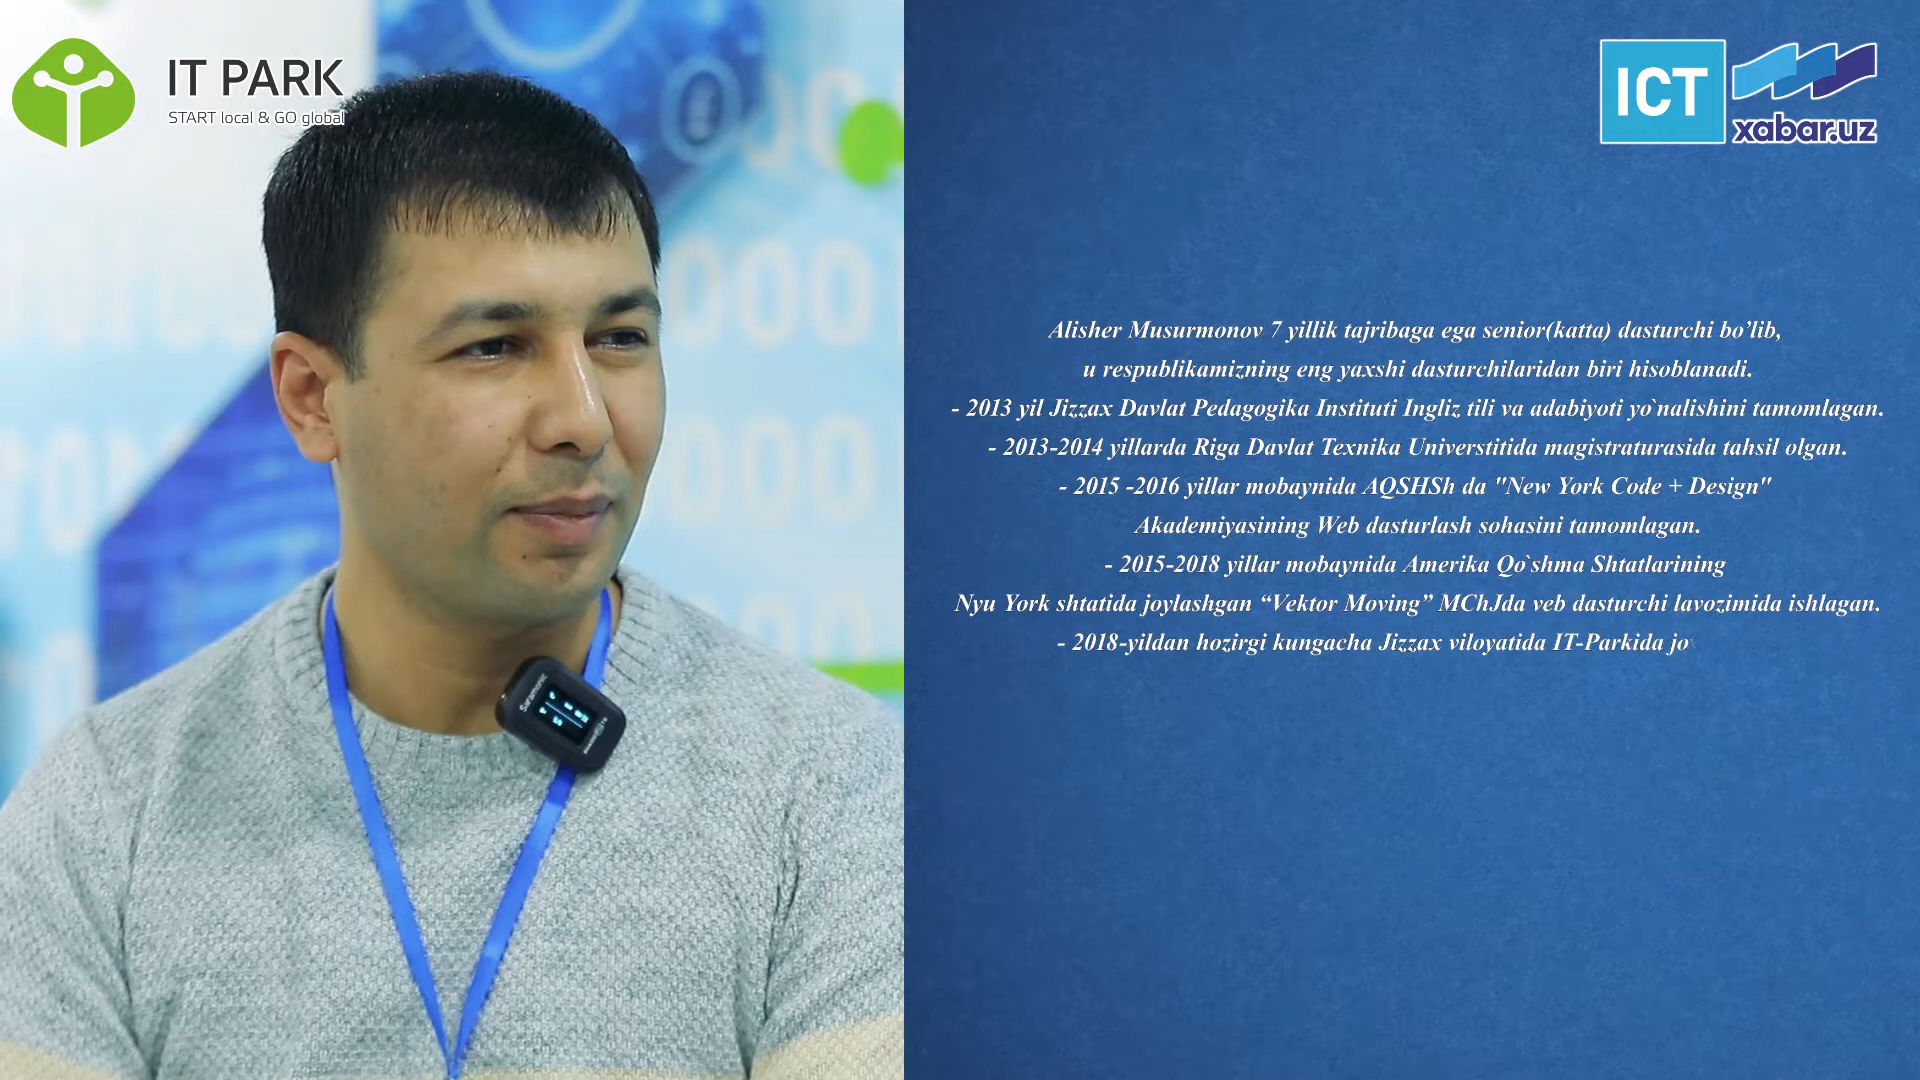 IT PARK
START local & GO global
ICT
xabar.uz
Alisher Musurmonov 7 yillik tajribaga ega senior(katta) dasturchi bo’lib,
u respublikamizning eng yaxshi dasturchilaridan biri hisoblanadi.
- 2013 yil Jizzax Davlat Pedagogika Instituti Ingliz tili va adabiyoti yo`nalishini tamomlagan.
- 2013-2014 yillarda Riga Davlat Texnika Universtitida magistraturasida tahsil olgan.
- 2015 -2016 yillar mobaynida AQSHSh da "New York Code + Design"
Akademiyasining Web dasturlash sohasini tamomlagan.
- 2015-2018 yillar mobaynida Amerika Qo`shma Shtatlarining
Nyu York shtatida joylashgan “Vektor Moving” MChJda veb dasturchi lavozimida ishlagan.
- 2018-yildan hozirgi kungacha Jizzax viloyatida IT-Parkida jo
Saramonic